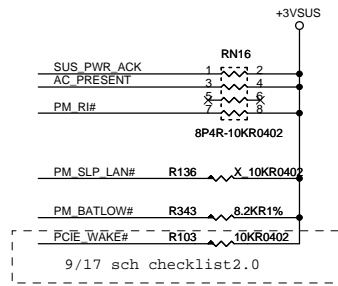 +3VSUS
RN16
SUS_PWR_ACK 1 2
AC_PRESENT 3 4
5 6
PM_RI# 7 8
8P4R-10KR0402
PM_SLP_LAN# R136 X_10KR0402
PM_BATLOW# R343 8.2KR1%
PCIE_WAKE# R103 10KR0402
9/17 sch checklist2.0